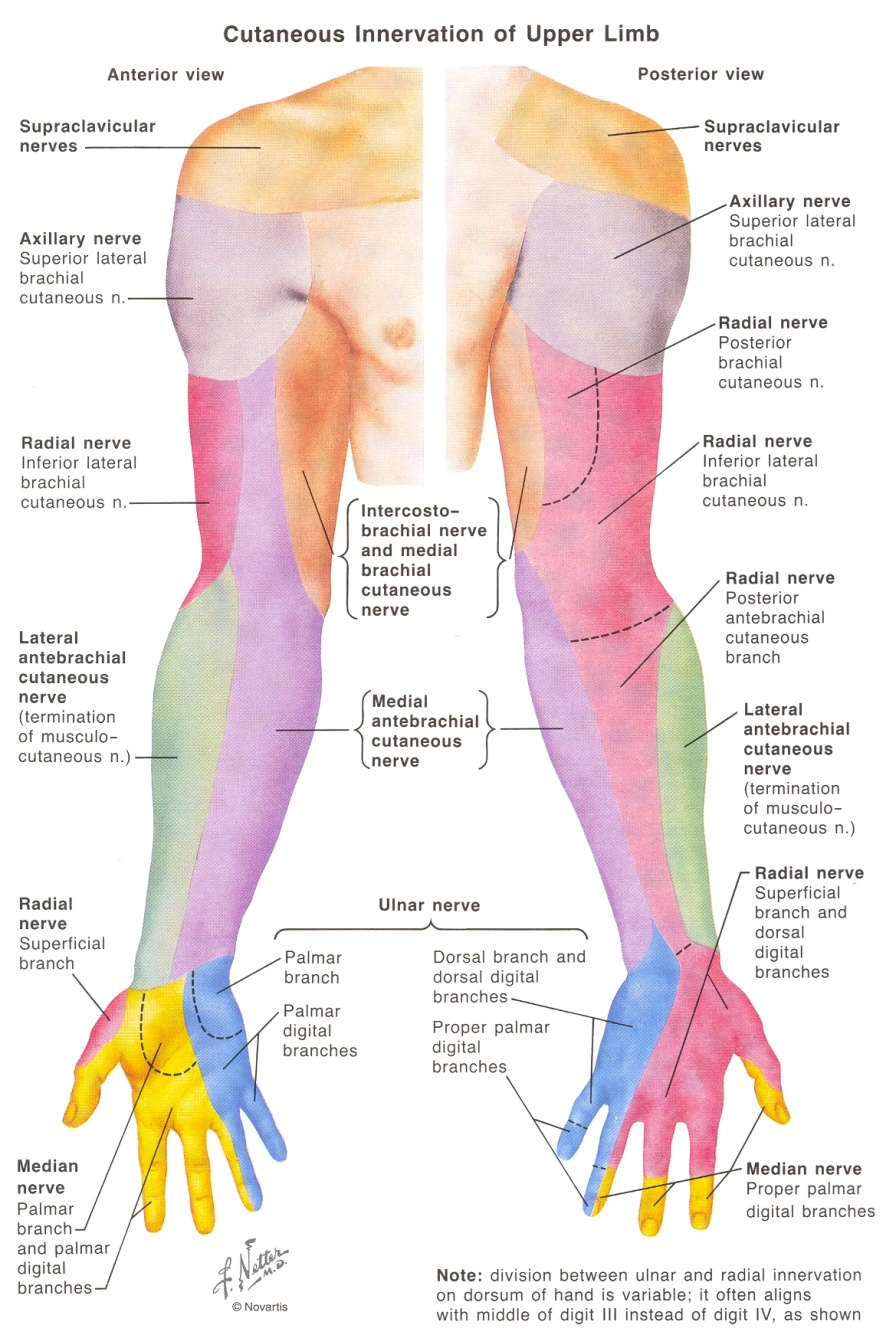 Cutaneous Innervation of Upper Limb
Anterior view
Posterior view
Supraclavicular
nerves
Axillary nerve
Superior lateral
brachial
cutaneous n.
Radial nerve
Inferior lateral
brachial
cutaneous n.
Lateral
antebrachial
cutaneous
nerve
(termination
of musculo–
cutaneous n.)
Radial
nerve
Superficial
branch
Median
nerve
Palmar
branch
and palmar
digital
branches
Intercosto–
brachial nerve
and medial
brachial
cutaneous
nerve
Medial
antebrachial
cutaneous
nerve
Ulnar nerve
Palmar
branch
Palmar
digital
branches
Dorsal branch and
dorsal digital
branches
Proper palmar
digital
branches
Supraclavicular
nerves
Axillary nerve
Superior lateral
brachial
cutaneous n.
Radial nerve
Posterior
brachial
cutaneous n.
Radial nerve
Inferior lateral
brachial
cutaneous n.
Radial nerve
Posterior
antebrachial
cutaneous
branch
Lateral
antebrachial
cutaneous
nerve
(termination
of musculo–
cutaneous n.)
Radial nerve
Superficial
branch and
dorsal
digital
branches
Median nerve
Proper palmar
digital branches
F. Netter
M.D.
© Novartis
Note: division between ulnar and radial innervation
on dorsum of hand is variable; it often aligns
with middle of digit III instead of digit IV, as shown